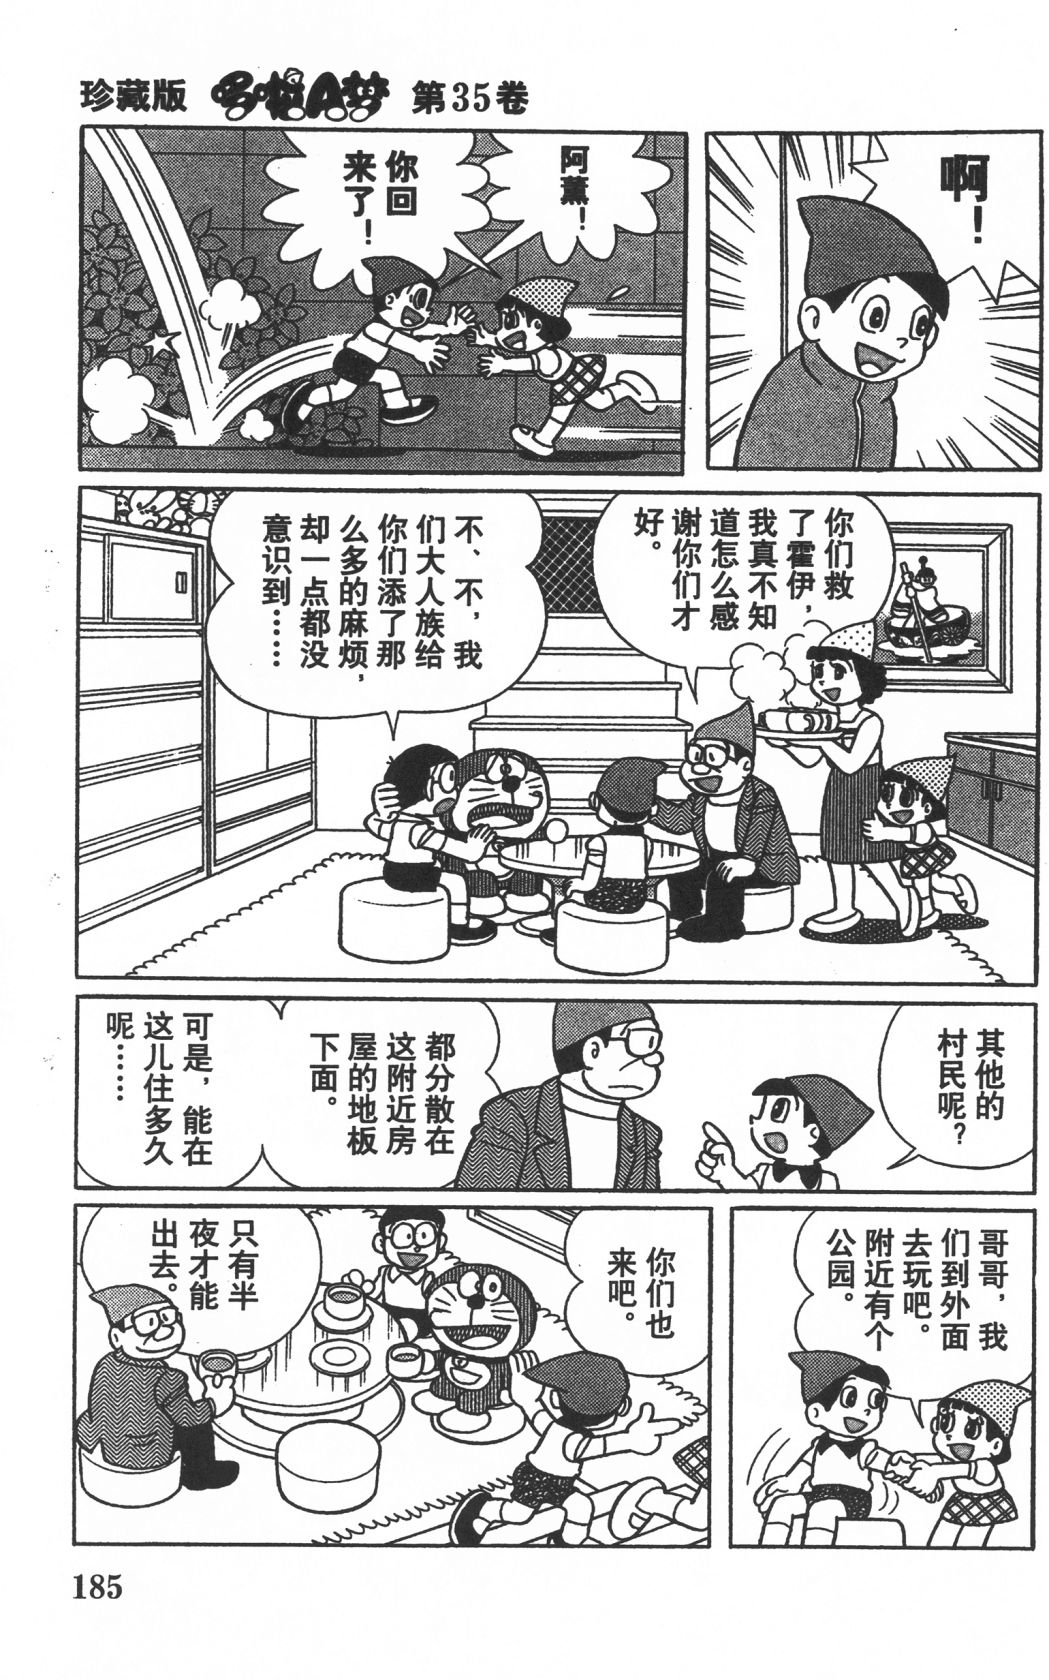 珍藏版 哆啦A梦 第35卷
啊！
阿薰！
你回
来了！
你们救
了霍伊，
我真不知
道怎么感
谢你们才
好。
不、不，我
们大人族给
你们添了那
么多的麻烦，
却一点都没
意识到……
其他的
村民呢？
都分散在
这附近房
屋的地板
下面。
可是，能在
这儿住多久
呢……
哥哥，我
们到外面
去玩吧。
附近有个
公园。
你们也
来吧。
只有半
夜才能
出去。
185